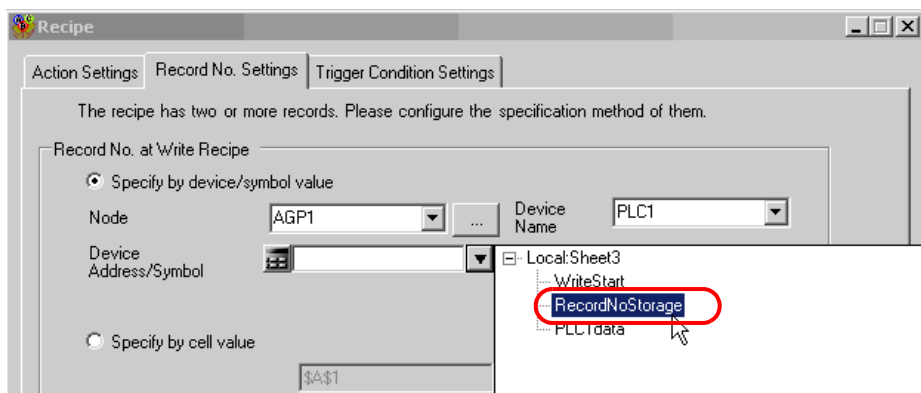 Recipe
Action Settings Record No. Settings Trigger Condition Settings
The recipe has two or more records. Please configure the specification method of them.
Record No. at Write Recipe
Specify by device/symbol value
Node AGP1 ... Device Name PLC1
Device Address/Symbol
Local:Sheet3
WriteStart
RecordNoStorage
PLC1data
Specify by cell value
$A$1